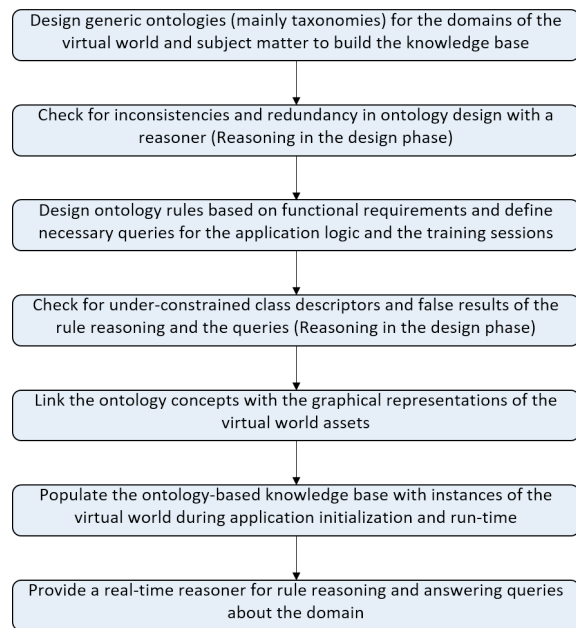 Design generic ontologies (mainly taxonomies) for the domains of the
virtual world and subject matter to build the knowledge base
Check for inconsistencies and redundancy in ontology design with a
reasoner (Reasoning in the design phase)
Design ontology rules based on functional requirements and define
necessary queries for the application logic and the training sessions
Check for under-constrained class descriptors and false results of the
rule reasoning and the queries (Reasoning in the design phase)
Link the ontology concepts with the graphical representations of the
virtual world assets
Populate the ontology-based knowledge base with instances of the
virtual world during application initialization and run-time
Provide a real-time reasoner for rule reasoning and answering queries
about the domain